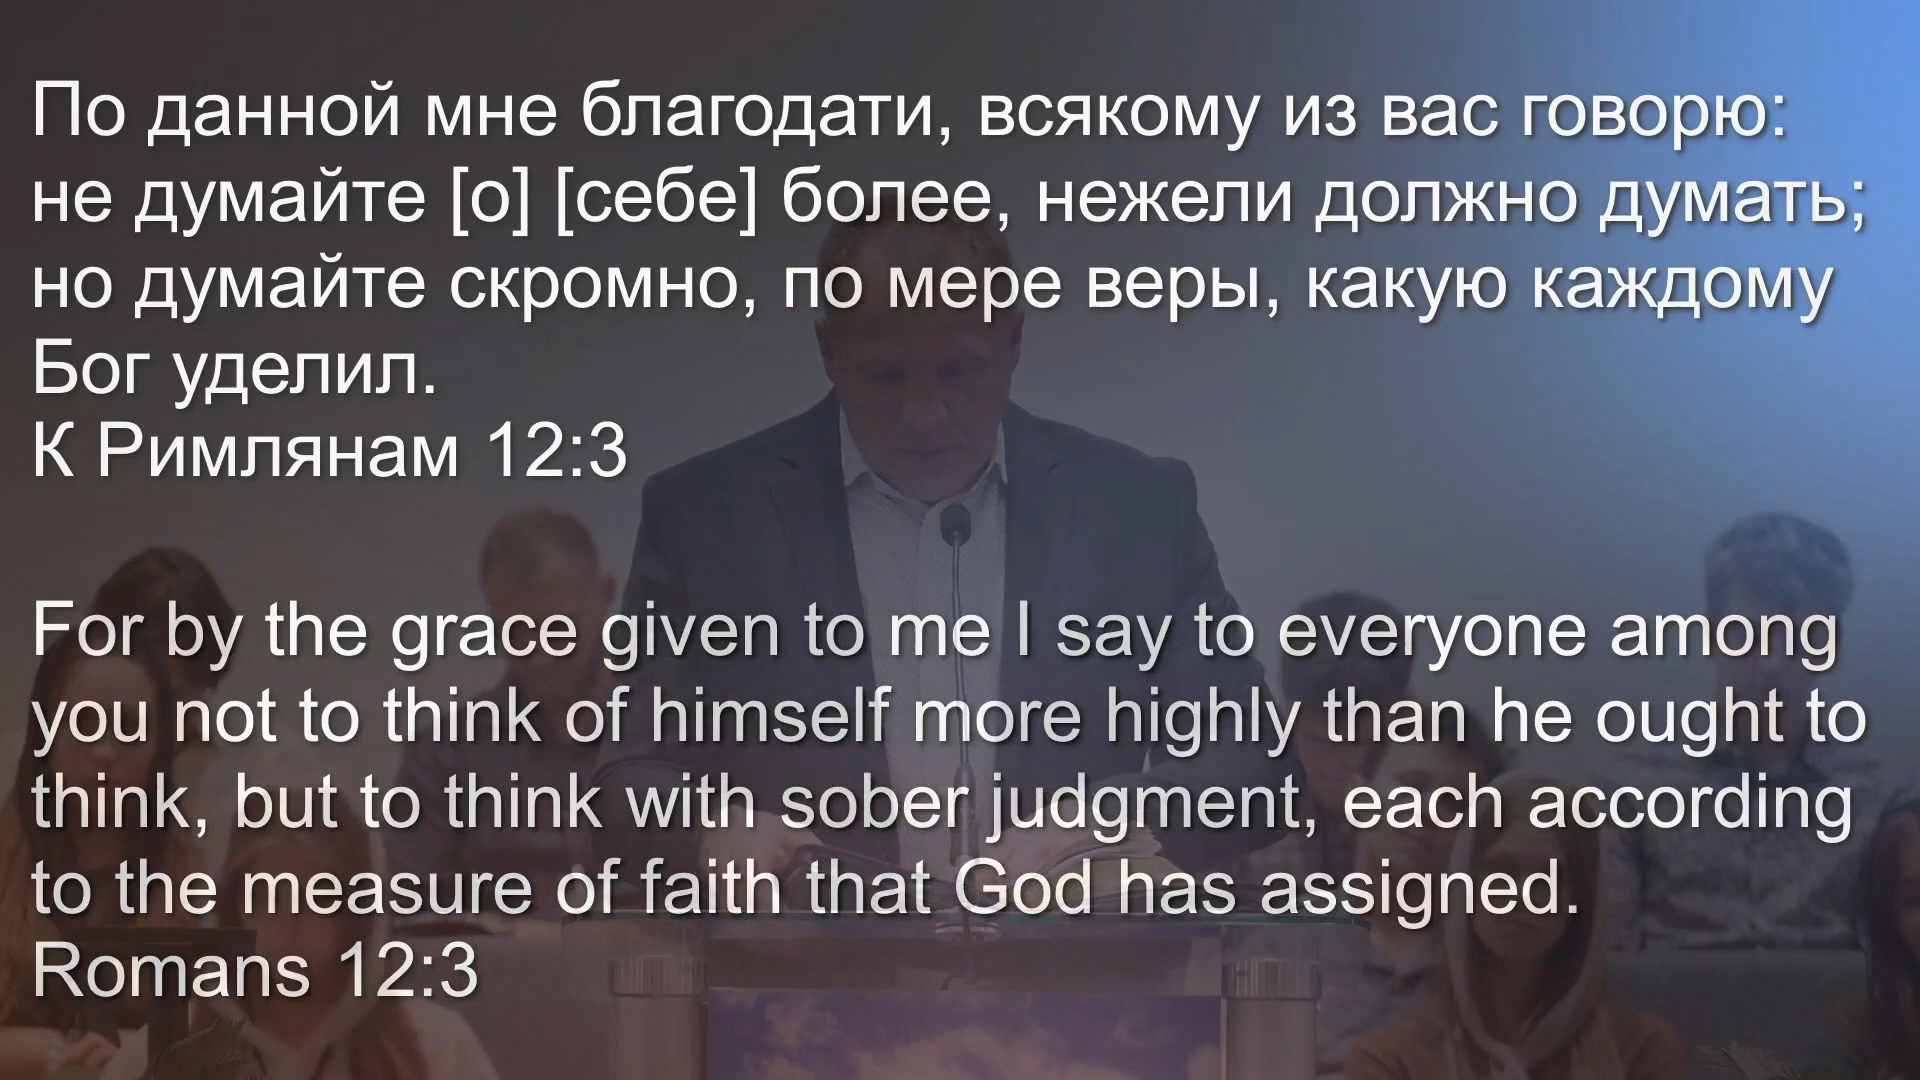 По данной мне благодати, всякому из вас говорю:
не думайте [о] [себе] более, нежели должно думать;
но думайте скромно, по мере веры, какую каждому
Бог уделил.
К Римлянам 12:3
For by the grace given to me I say to everyone among
you not to think of himself more highly than he ought to
think, but to think with sober judgment, each according
to the measure of faith that God has assigned.
Romans 12:3